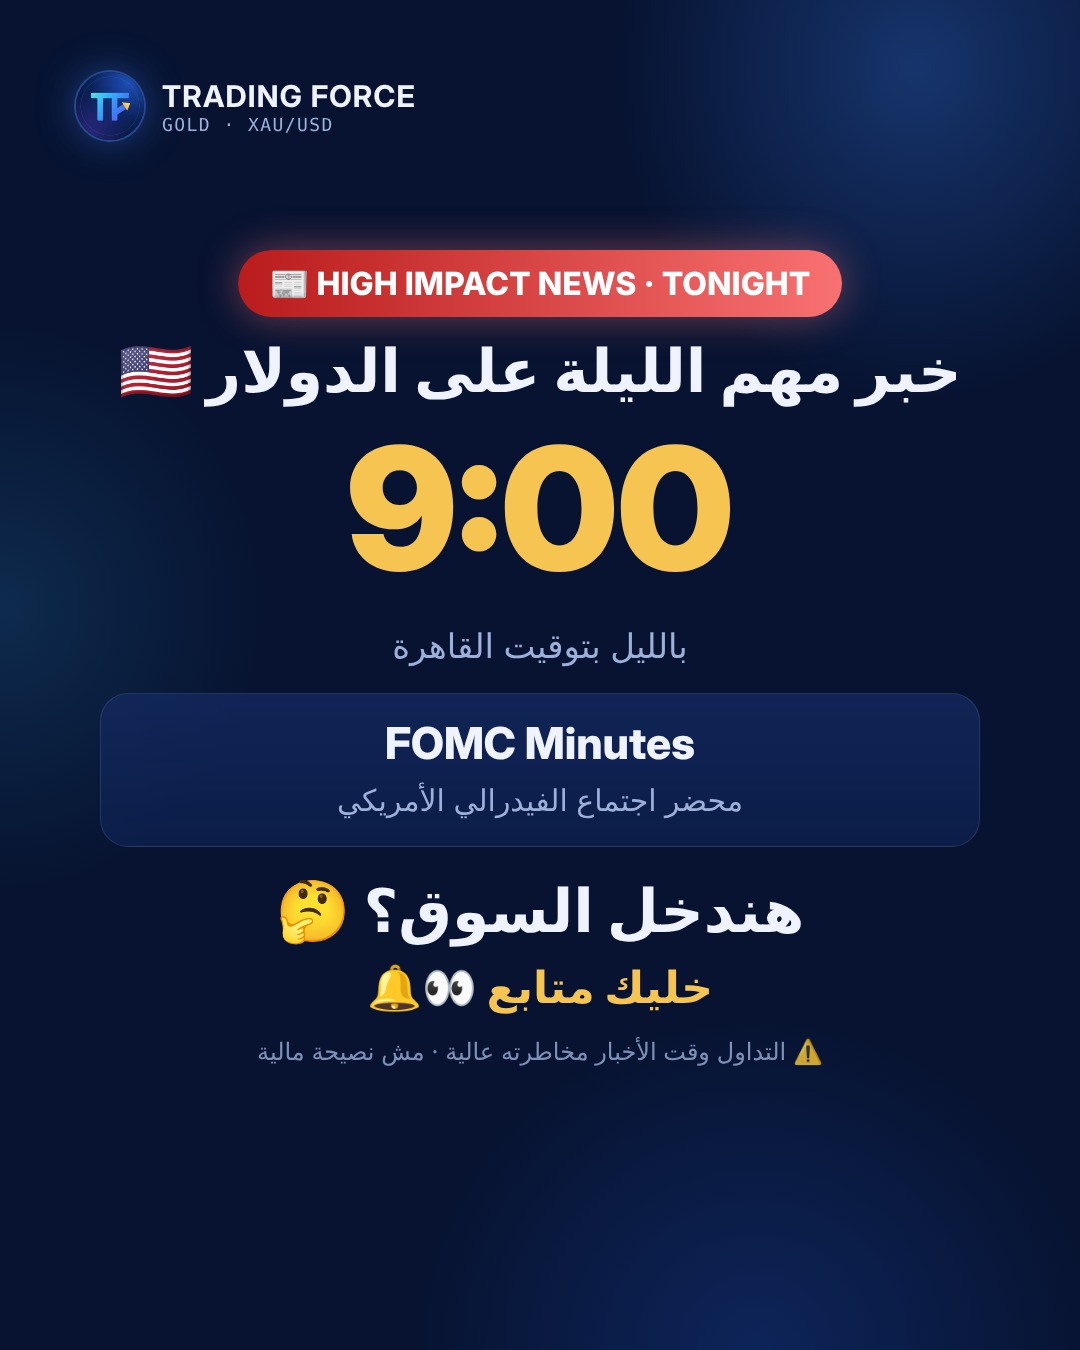 TF
TRADING FORCE
GOLD · XAU/USD
📰 HIGH IMPACT NEWS · TONIGHT
خبر مهم الليلة على الدولار 🇺🇸
9:00
بالليل بتوقيت القاهرة
FOMC Minutes
محضر اجتماع الفيدرالي الأمريكي
هندخل السوق؟ 🤔
خليك متابع 👀🔔
⚠️ التداول وقت الأخبار مخاطرته عالية · مش نصيحة مالية